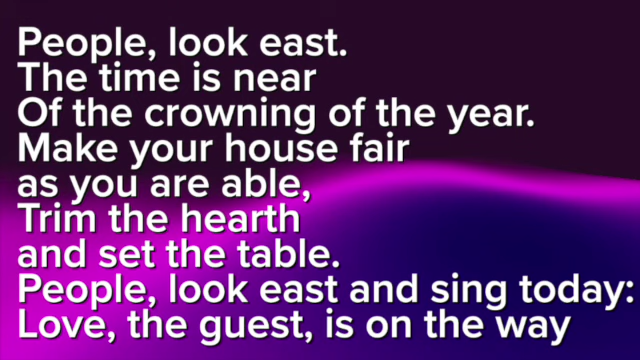 People, look east.
The time is near
Of the crowning of the year.
Make your house fair
as you are able,
Trim the hearth
and set the table.
People, look east and sing today:
Love, the guest, is on the way